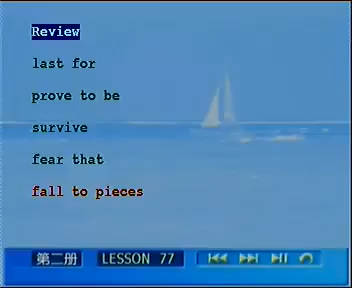 Review
last for
prove to be
survive
fear that
fall to pieces
第二册 LESSON 77